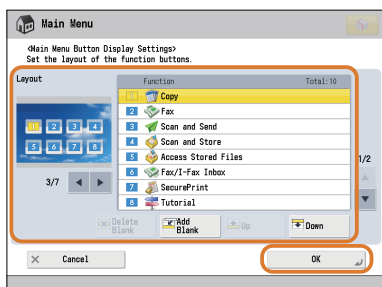 Main Menu
<Main Menu Button Display Settings>
Set the layout of the function buttons.
Layout
Function Total:10
1 Copy
2 Fax
3 Scan and Send
4 Scan and Store
5 Access Stored Files
6 Fax/I-Fax Inbox
7 SecurePrint
8 Tutorial
1 2 3 4
5 6 7 8
3/7
1/2
Delete Blank
Add Blank
Up
Down
Cancel
OK